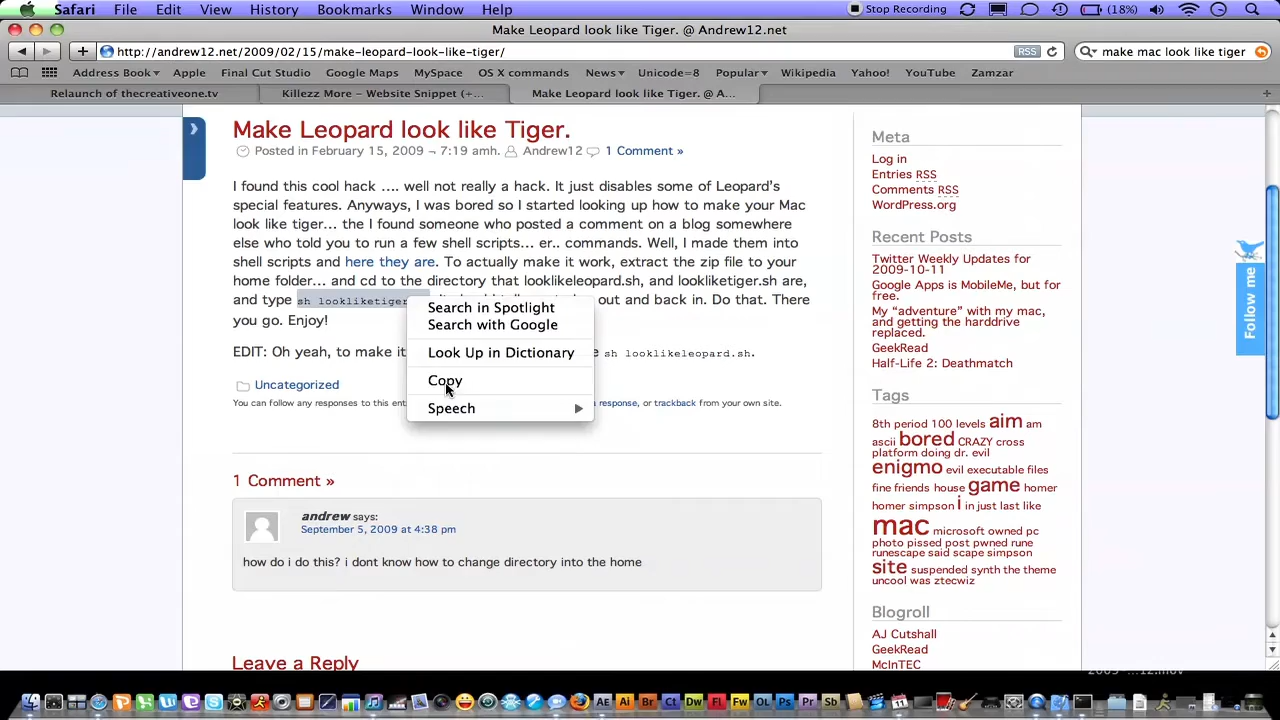 Safari File Edit View History Bookmarks Window Help Stop Recording (18%)
Make Leopard look like Tiger. @ Andrew12.net
http://andrew12.net/2009/02/15/make-leopard-look-like-tiger/ RSS make mac look like tiger
Address Book Apple Final Cut Studio Google Maps MySpace OS X commands News Unicode=8 Popular Wikipedia Yahoo! YouTube Zamzar
Relaunch of thecreativeone.tv Killezz More – Website Snippet (+... Make Leopard look like Tiger. @ A...
Make Leopard look like Tiger.
Posted in February 15, 2009 ¬ 7:19 amh. Andrew12 1 Comment »
I found this cool hack .... well not really a hack. It just disables some of Leopard's
special features. Anyways, I was bored so I started looking up how to make your Mac
look like tiger... the I found someone who posted a comment on a blog somewhere
else who told you to run a few shell scripts... er.. commands. Well, I made them into
shell scripts and here they are. To actually make it work, extract the zip file to your
home folder... and cd to the directory that looklikeleopard.sh, and lookliketiger.sh are,
and type sh lookliketiger out and back in. Do that. There
you go. Enjoy!
EDIT: Oh yeah, to make it sh looklikeleopard.sh.
Uncategorized
You can follow any responses to this ent a response, or trackback from your own site.
Search in Spotlight
Search with Google
Look Up in Dictionary
Copy
Speech
1 Comment »
andrew says:
September 5, 2009 at 4:38 pm
how do i do this? i dont know how to change directory into the home
Leave a Reply
Meta
Log in
Entries RSS
Comments RSS
WordPress.org
Recent Posts
Twitter Weekly Updates for
2009-10-11
Google Apps is MobileMe, but for
free.
My “adventure” with my mac,
and getting the harddrive
replaced.
GeekRead
Half-Life 2: Deathmatch
Tags
8th period 100 levels aim am
ascii bored CRAZY cross
platform doing dr. evil
enigmo evil executable files
fine friends house game homer
homer simpson i in just last like
mac microsoft owned pc
photo pissed post pwned rune
runescape said scape simpson
site suspended synth the theme
uncool was ztecwiz
Blogroll
AJ Cutshall
GeekRead
McInTEC
Follow me
AE Ai Br Ct Dw Fl Fw OL Ps Pr Sb